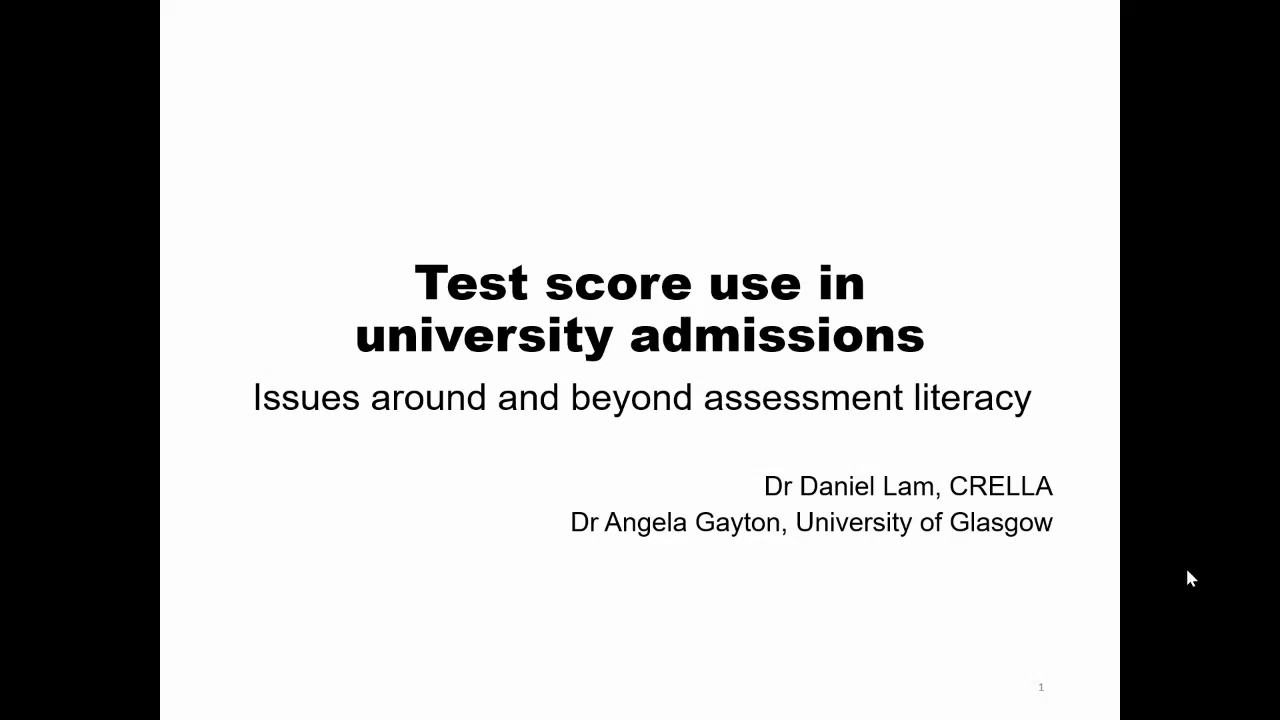 Test score use in
university admissions
Issues around and beyond assessment literacy
Dr Daniel Lam, CRELLA
Dr Angela Gayton, University of Glasgow
1